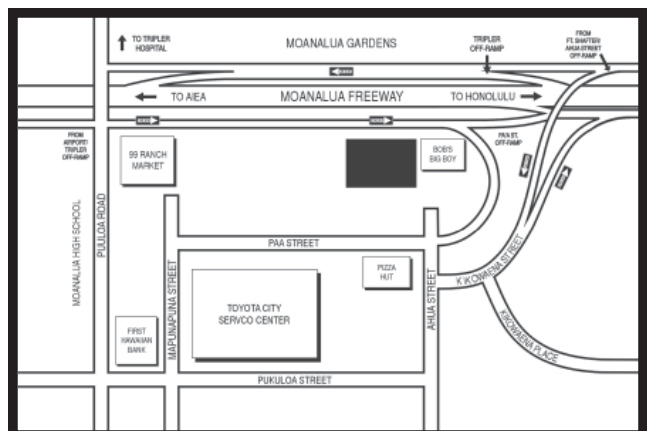 TO TRIPLER
HOSPITAL
MOANALUA GARDENS
TRIPLER
OFF-RAMP
FROM
FT. SHAFTER/
AHUA STREET
OFF-RAMP
TO AIEA
MOANALUA FREEWAY
TO HONOLULU
FROM
AIRPORT/
TRIPLER
OFF-RAMP
99 RANCH
MARKET
BOB'S
BIG BOY
PA'A ST.
OFF-RAMP
MOANALUA HIGH SCHOOL
PUULOA ROAD
PAA STREET
MAPUNAPUNA STREET
TOYOTA CITY
SERVCO CENTER
PIZZA
HUT
AHUA STREET
KIKOWAENA STREET
KIKOWAENA PLACE
FIRST
HAWAIIAN
BANK
PUKULOA STREET